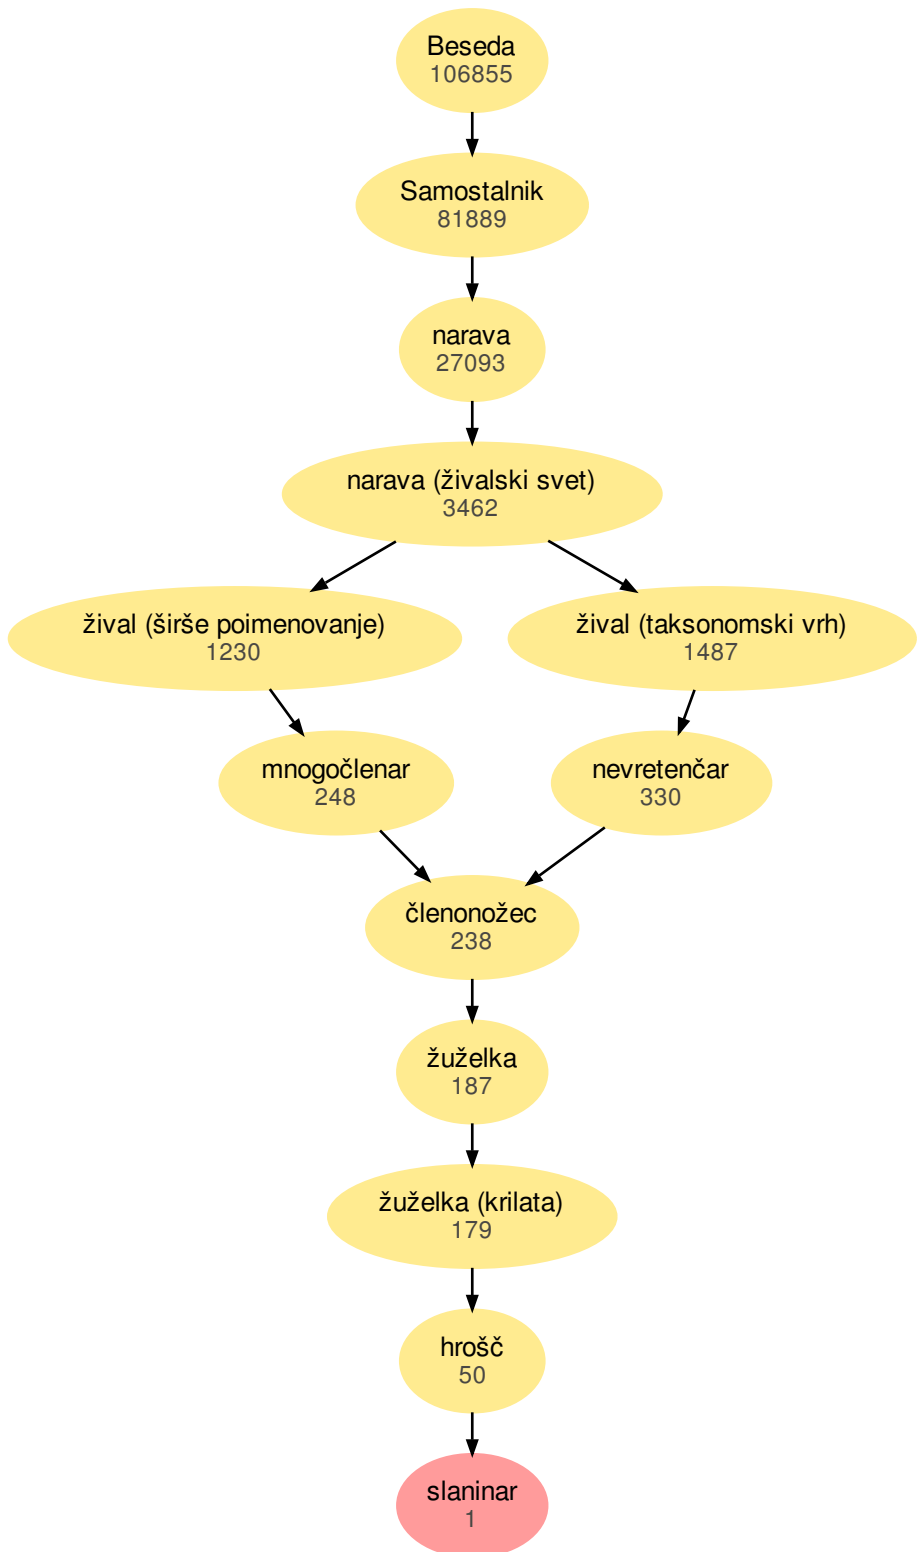 Beseda
106855
Samostalnik
81889
narava
27093
narava (živalski svet)
3462
žival (širše poimenovanje)
1230
žival (taksonomski vrh)
1487
mnogočlenar
248
nevretenčar
330
členonožec
238
žuželka
187
žuželka (krilata)
179
hrošč
50
slaninar
1